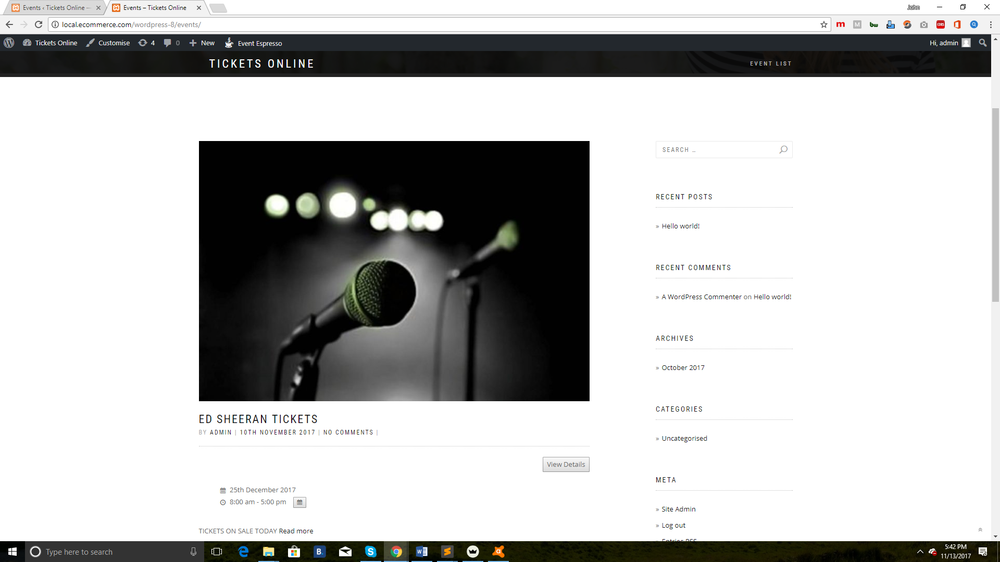 Events ‹ Tickets Online —
Events – Tickets Online
John
local.ecommerce.com/wordpress-8/events/
m
M
bw
CORS
Tickets Online
Customise
4
0
New
Event Espresso
Hi, admin
TICKETS ONLINE
EVENT LIST
SEARCH …
RECENT POSTS
» Hello world!
RECENT COMMENTS
» A WordPress Commenter on Hello world!
ARCHIVES
» October 2017
CATEGORIES
» Uncategorised
META
» Site Admin
» Log out
» Entries RSS
ED SHEERAN TICKETS
BY ADMIN | 10TH NOVEMBER 2017 | NO COMMENTS |
View Details
25th December 2017
8:00 am - 5:00 pm
TICKETS ON SALE TODAY Read more
Type here to search
B.
5:42 PM
11/13/2017